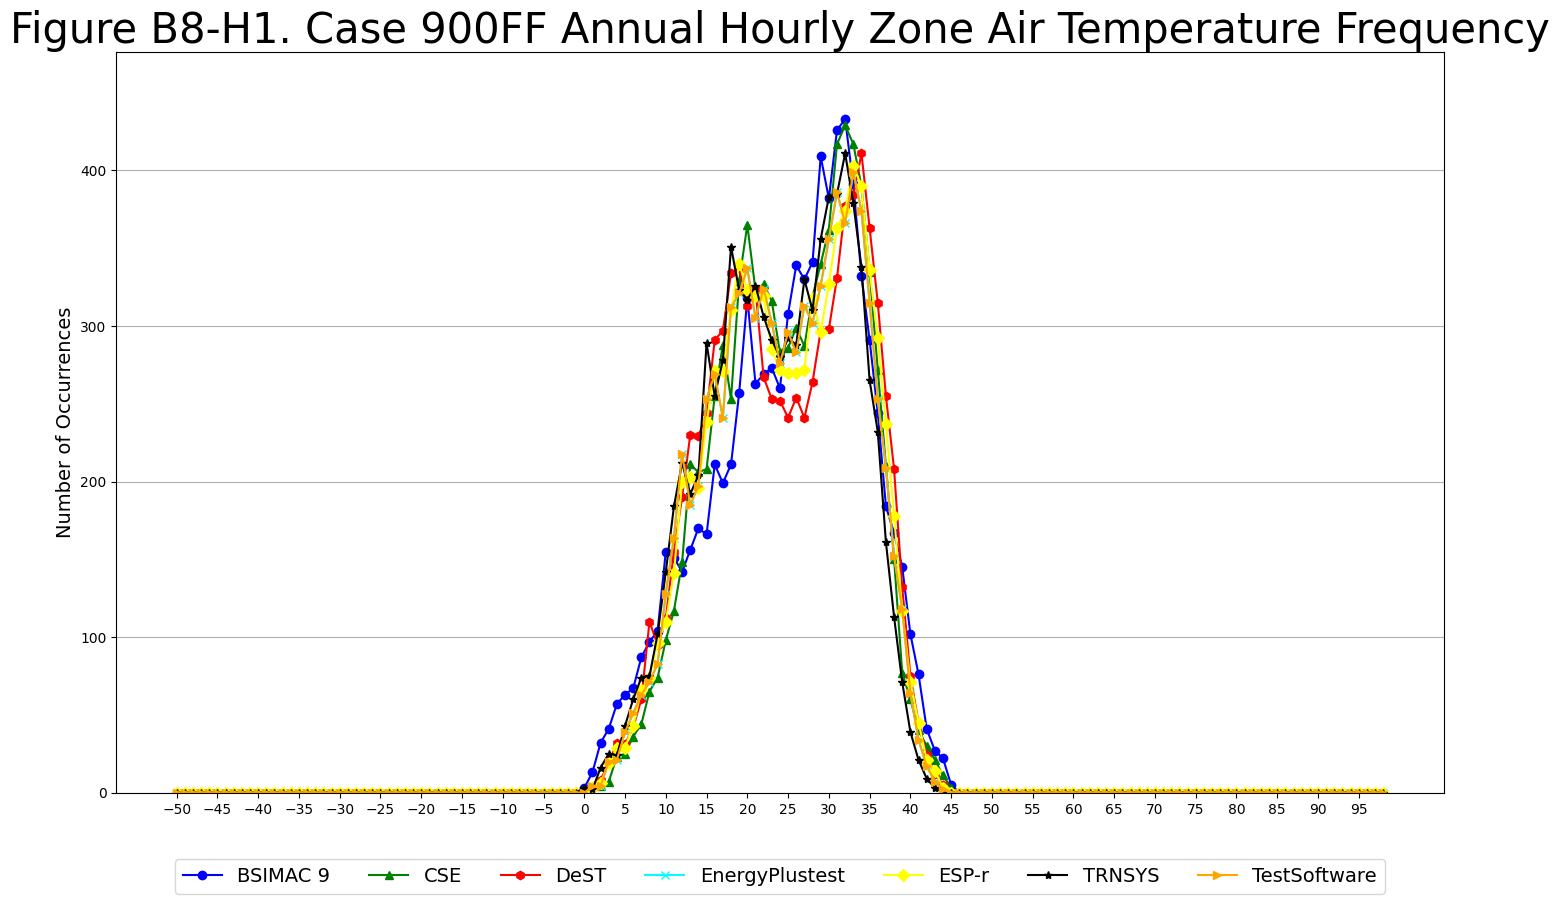 Figure B8-H1. Case 900FF Annual Hourly Zone Air Temperature Frequency
Number of Occurrences
400
300
200
100
0
−50 −45 −40 −35 −30 −25 −20 −15 −10 −5 0 5 10 15 20 25 30 35 40 45 50 55 60 65 70 75 80 85 90 95
BSIMAC 9 CSE DeST EnergyPlustest ESP-r TRNSYS TestSoftware